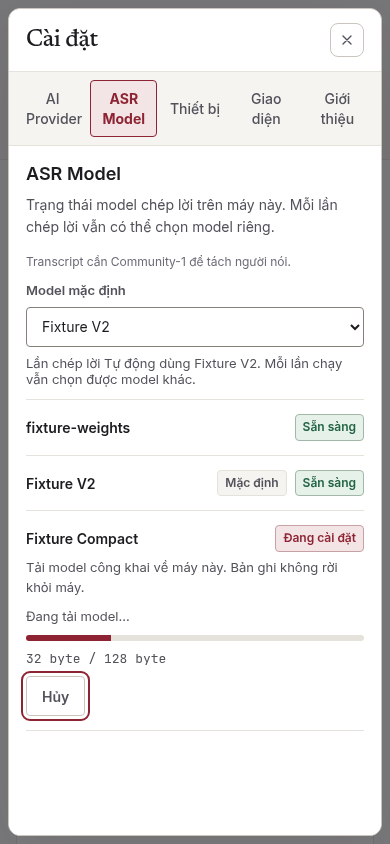 Cài đặt
AI
Provider
ASR
Model
Thiết bị
Giao
diện
Giới
thiệu
ASR Model
Trạng thái model chép lời trên máy này. Mỗi lần
chép lời vẫn có thể chọn model riêng.
Transcript cần Community-1 để tách người nói.
Model mặc định
Fixture V2
Lần chép lời Tự động dùng Fixture V2. Mỗi lần chạy
vẫn chọn được model khác.
fixture-weights
Sẵn sàng
Fixture V2
Mặc định
Sẵn sàng
Fixture Compact
Đang cài đặt
Tải model công khai về máy này. Bản ghi không rời
khỏi máy.
Đang tải model...
32 byte / 128 byte
Hủy